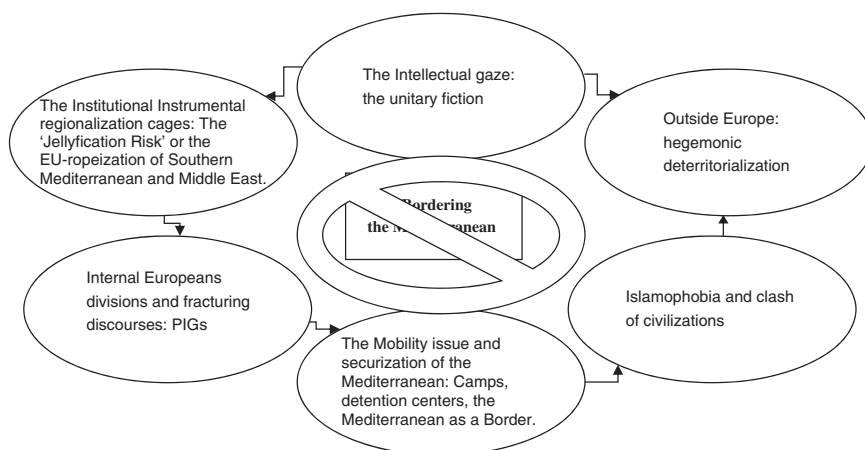 The Intellectual gaze:
the unitary fiction
The Institutional Instrumental
regionalization cages: The
‘Jellyfication Risk’ or the
EU-ropeization of Southern
Mediterranean and Middle East.
Outside Europe:
hegemonic
deterritorialization
Bordering
the Mediterranean
Internal Europeans
divisions and fracturing
discourses: PIGs
Islamophobia and clash
of civilizations
The Mobility issue and
securization of the
Mediterranean: Camps,
detention centers, the
Mediterranean as a Border.